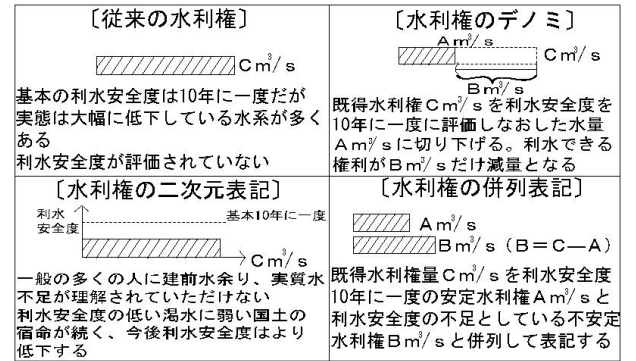 〔従来の水利権〕
Cm³/s
基本の利水安全度は10年に一度だが
実態は大幅に低下している水系が多く
ある
利水安全度が評価されていない
〔水利権のデノミ〕
Am³/s
Cm³/s
Bm³/s
既得水利権Cm³/sを利水安全度を
10年に一度に評価しなおした水量
Am³/sに切り下げる。利水できる
権利がBm³/sだけ減量となる
〔水利権の二次元表記〕
利水
安全度
基本10年に一度
Cm³/s
一般の多くの人に建前水余り、実質水
不足が理解されていただけない
利水安全度の低い渇水に弱い国土の
宿命が続く、今後利水安全度はより
低下する
〔水利権の併列表記〕
Am³/s
Bm³/s（B＝C－A）
既得水利権量Cm³/sを利水安全度
10年に一度の安定水利権Am³/sと
利水安全度の不足としている不安定
水利権Bm³/sと併列して表記する